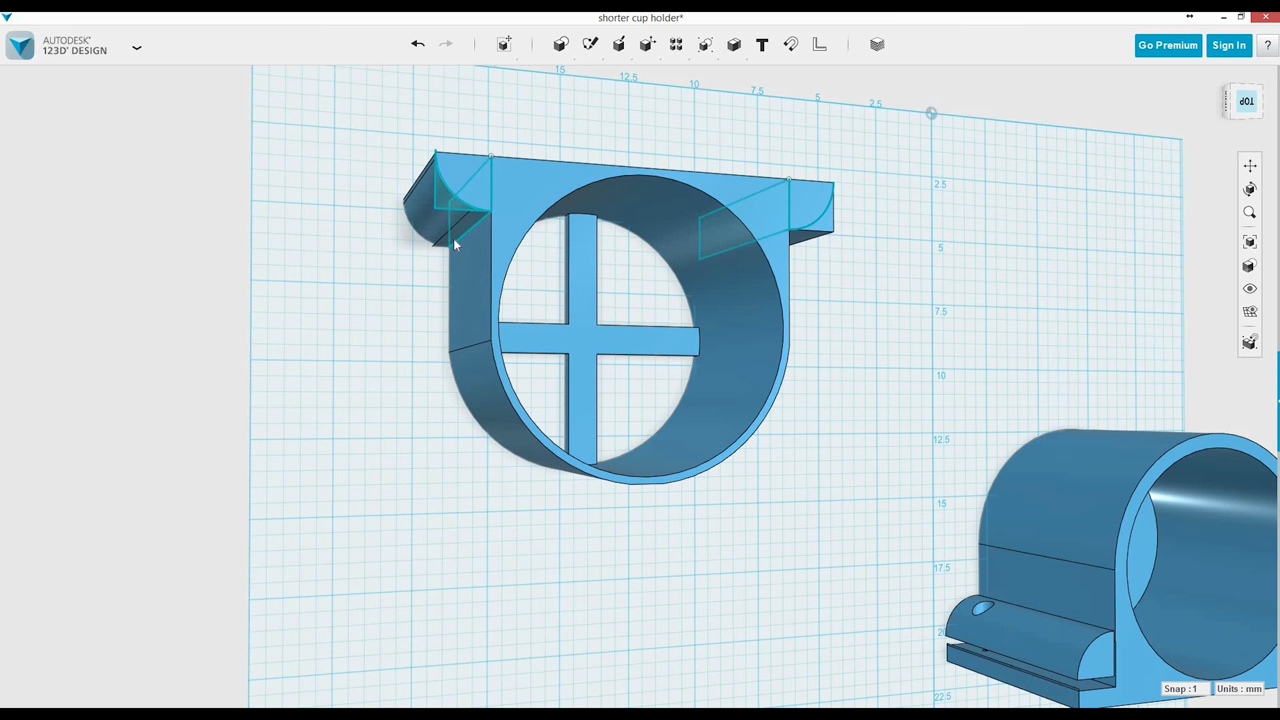 shorter cup holder*
AUTODESK®
123D® DESIGN
T
Go Premium
Sign In
?
TOP
15
12.5
10
7.5
5
2.5
2.5
5
7.5
10
12.5
15
17.5
22.5
Snap : 1
Units : mm